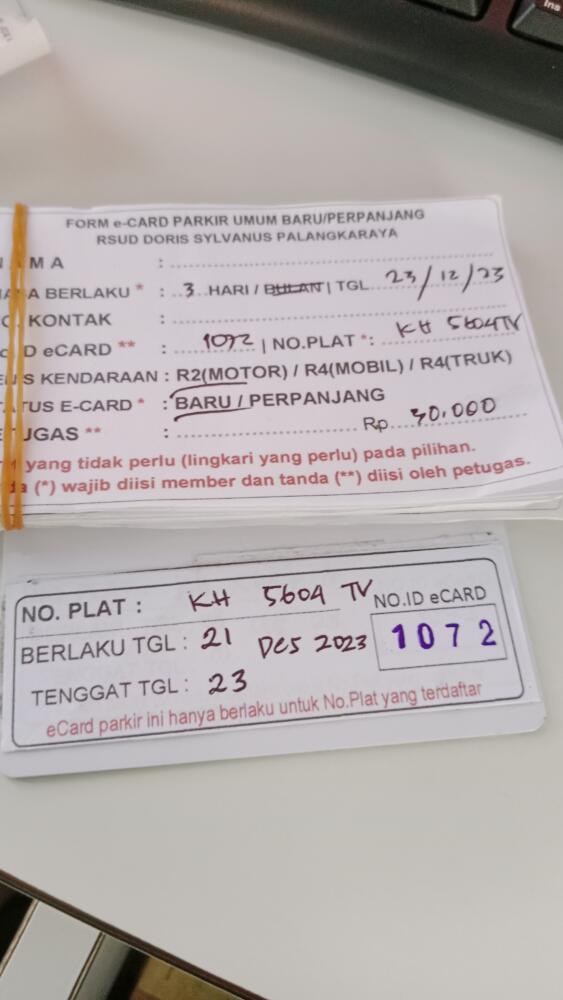 FORM e-CARD PARKIR UMUM BARU/PERPANJANG
RSUD DORIS SYLVANUS PALANGKARAYA
MA :
A BERLAKU * : 3 HARI / BULAN | TGL 23/12/23
KONTAK :
D eCARD ** : 1072 | NO.PLAT *: KH 5604TV
S KENDARAAN : R2(MOTOR) / R4(MOBIL) / R4(TRUK)
TUS E-CARD * : BARU / PERPANJANG
UGAS ** : Rp. 30.000
yang tidak perlu (lingkari yang perlu) pada pilihan.
a (*) wajib diisi member dan tanda (**) diisi oleh petugas.
NO. PLAT : KH 5604 TV
NO.ID eCARD
BERLAKU TGL : 21 DES 2023
1072
TENGGAT TGL : 23
eCard parkir ini hanya berlaku untuk No.Plat yang terdaftar
Ins